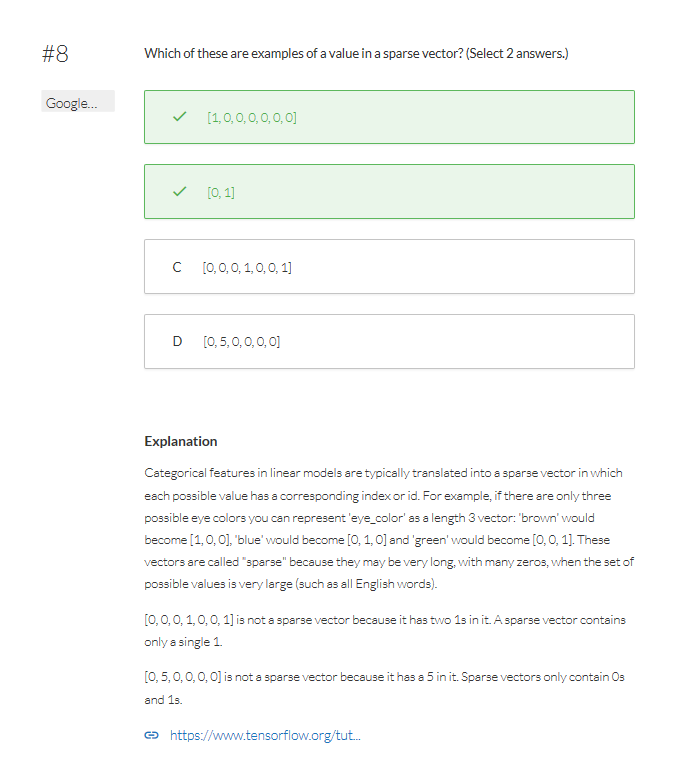 #8
Which of these are examples of a value in a sparse vector? (Select 2 answers.)
Google...
[1, 0, 0, 0, 0, 0, 0]
[0, 1]
C [0, 0, 0, 1, 0, 0, 1]
D [0, 5, 0, 0, 0, 0]
Explanation
Categorical features in linear models are typically translated into a sparse vector in which
each possible value has a corresponding index or id. For example, if there are only three
possible eye colors you can represent 'eye_color' as a length 3 vector: 'brown' would
become [1, 0, 0], 'blue' would become [0, 1, 0] and 'green' would become [0, 0, 1]. These
vectors are called "sparse" because they may be very long, with many zeros, when the set of
possible values is very large (such as all English words).
[0, 0, 0, 1, 0, 0, 1] is not a sparse vector because it has two 1s in it. A sparse vector contains
only a single 1.
[0, 5, 0, 0, 0, 0] is not a sparse vector because it has a 5 in it. Sparse vectors only contain 0s
and 1s.
https://www.tensorflow.org/tut...